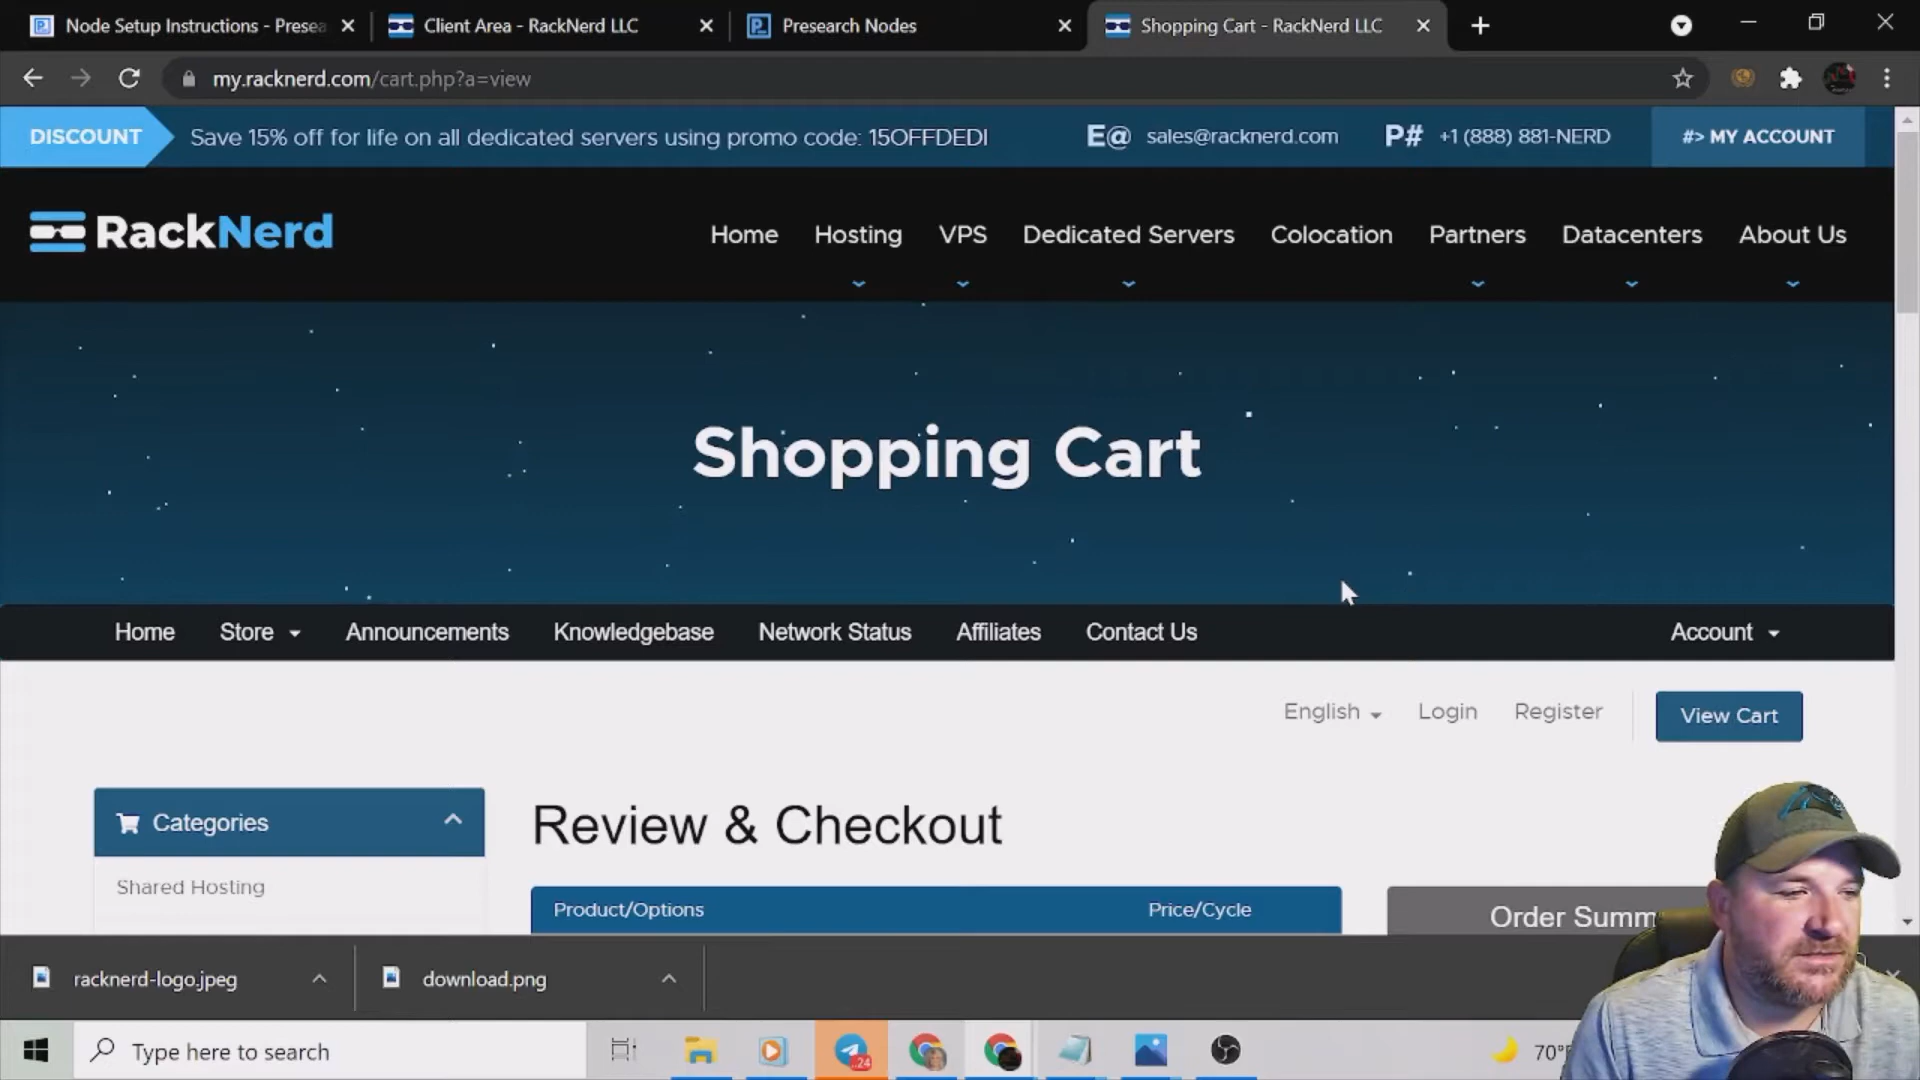 Node Setup Instructions - Presea
Client Area - RackNerd LLC
Presearch Nodes
Shopping Cart - RackNerd LLC
my.racknerd.com/cart.php?a=view
DISCOUNT
Save 15% off for life on all dedicated servers using promo code: 15OFFDEDI
E@ sales@racknerd.com
P# +1 (888) 881-NERD
#> MY ACCOUNT
RackNerd
Home Hosting VPS Dedicated Servers Colocation Partners Datacenters About Us
Shopping Cart
Home Store Announcements Knowledgebase Network Status Affiliates Contact Us Account
English Login Register View Cart
Categories
Review & Checkout
Shared Hosting
Product/Options Price/Cycle
Order Summ
racknerd-logo.jpeg
download.png
Type here to search
24
70°